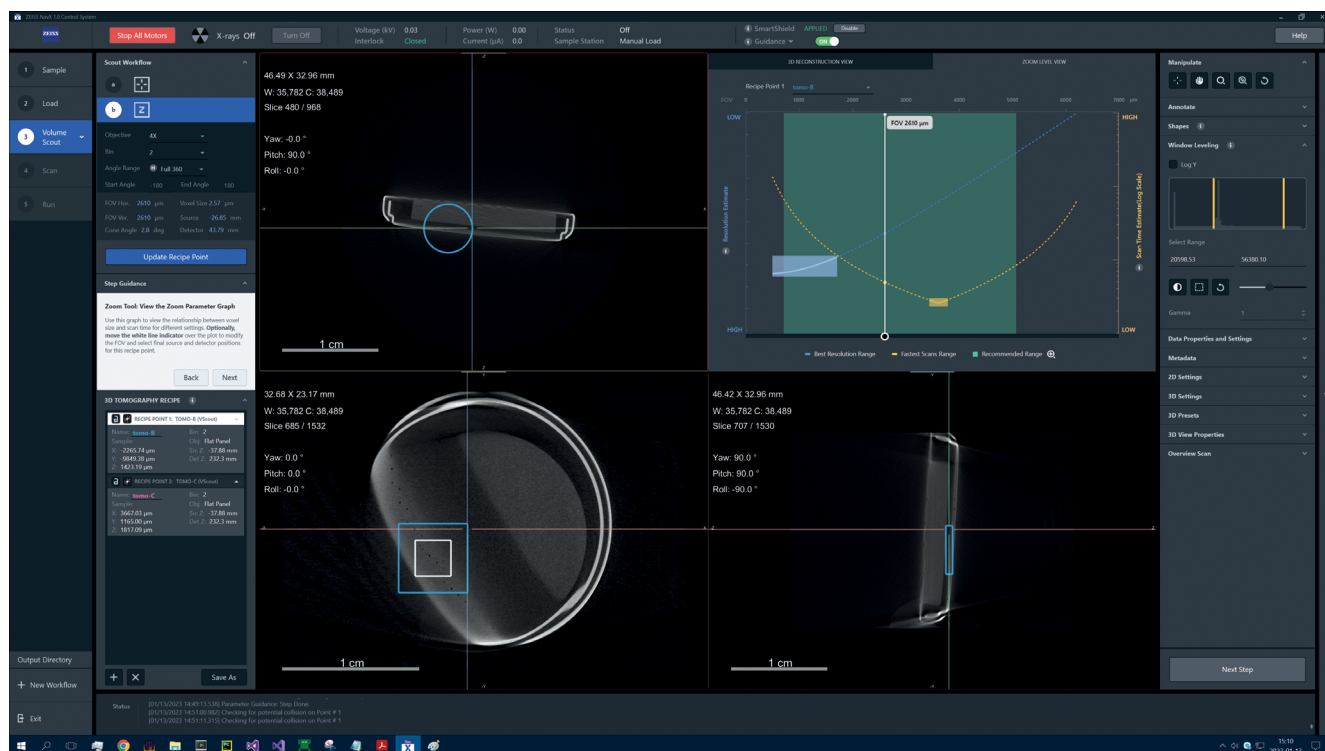 ZEISS NavX 1.0 Control System
ZEISS
Stop All Motors
X-rays Off
Turn Off
Voltage (kV) 0.03
Interlock Closed
Power (W) 0.00
Current (µA) 0.0
Status Off
Sample Station Manual Load
SmartShield APPLIED Disable
Guidance ON
Help
1 Sample
2 Load
3 Volume Scout
4 Scan
5 Run
Output Directory
+ New Workflow
Exit
Scout Workflow
a
b Z
Objective 4X
Bin 2
Angle Range Full 360
Start Angle -180 End Angle 180
FOV Hor. 2610 µm Voxel Size 2.57 µm
FOV Ver. 2610 µm Source -26.85 mm
Cone Angle 2.8 deg Detector 43.79 mm
Update Recipe Point
Step Guidance
Zoom Tool: View the Zoom Parameter Graph
Use this graph to view the relationship between voxel
size and scan time for different settings. Optionally,
move the white line indicator over the plot to modify
the FOV and select final source and detector positions
for this recipe point.
Back Next
3D TOMOGRAPHY RECIPE
RECIPE POINT 1: TOMO-B (VScout)
Name: tomo-B Bin: 2
Sample: Obj: Flat Panel
X: -2265.74 µm Src Z: -37.88 mm
Y: -9849.38 µm Det Z: 232.3 mm
Z: 1423.19 µm
RECIPE POINT 2: TOMO-C (VScout)
Name: tomo-C Bin: 2
Sample: Obj: Flat Panel
X: 3667.03 µm Src Z: -37.88 mm
Y: 1165.00 µm Det Z: 232.3 mm
Z: 1817.09 µm
Save As
46.49 X 32.96 mm
W: 35,782 C: 38,489
Slice 480 / 968
Yaw: -0.0 °
Pitch: 90.0 °
Roll: -0.0 °
1 cm
3D RECONSTRUCTION VIEW
ZOOM LEVEL VIEW
Recipe Point 1 tomo-B
FOV 0 1000 2000 3000 4000 5000 6000 7000 µm
LOW
HIGH
FOV 2610 µm
Resolution Estimate
Scan Time Estimate(Log Scale)
HIGH
LOW
Best Resolution Range
Fastest Scans Range
Recommended Range
32.68 X 23.17 mm
W: 35,782 C: 38,489
Slice 685 / 1532
Yaw: 0.0 °
Pitch: 0.0 °
Roll: -0.0 °
1 cm
46.42 X 32.96 mm
W: 35,782 C: 38,489
Slice 707 / 1530
Yaw: 90.0 °
Pitch: 90.0 °
Roll: -90.0 °
1 cm
Manipulate
Annotate
Shapes
Window Leveling
Log Y
Select Range
20598.53 56380.10
Gamma 1
Data Properties and Settings
Metadata
2D Settings
3D Settings
3D Presets
3D View Properties
Overview Scan
Next Step
Status
[01/13/2023 14:49:13.538] Parameter Guidance: Step Done.
[01/13/2023 14:51:00.982] Checking for potential collision on Point # 1
[01/13/2023 14:51:11.315] Checking for potential collision on Point # 1
15:10